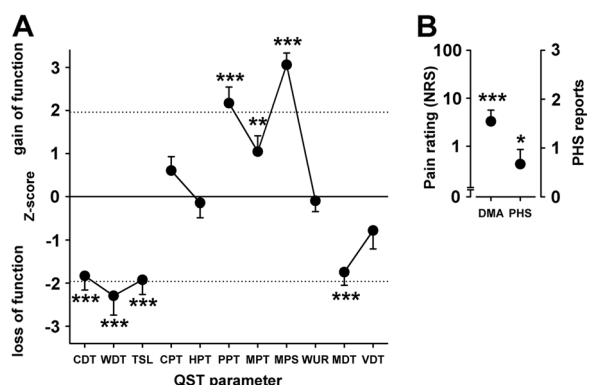 A
gain of function
Z-score
loss of function
3
2
1
0
-1
-2
-3
***
***
***
***
**
***
***
CDT WDT TSL CPT HPT PPT MPT MPS WUR MDT VDT
QST parameter
B
Pain rating (NRS)
100
10
1
0
***
*
3
2
1
0
PHS reports
DMA PHS